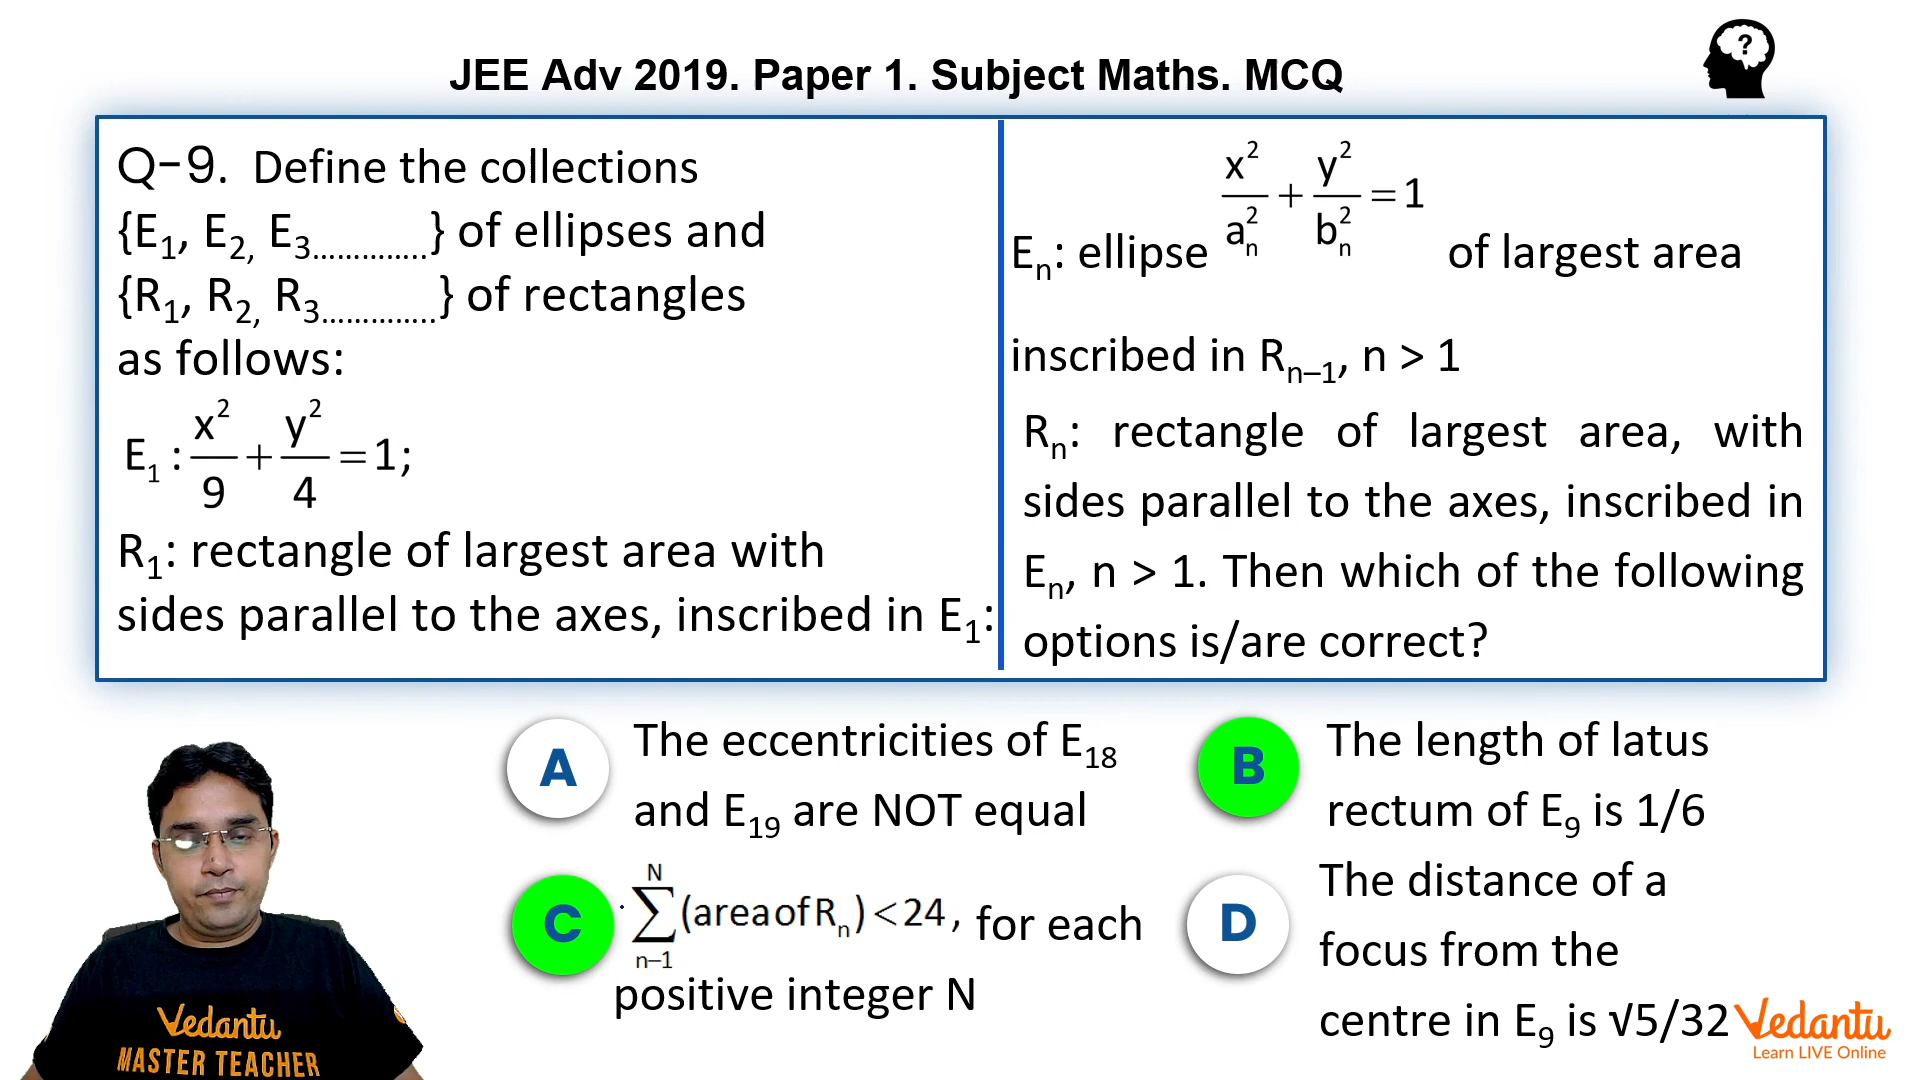 ?
JEE Adv 2019. Paper 1. Subject Maths. MCQ
Q-9. Define the collections
{E₁, E₂, E₃.............} of ellipses and
{R₁, R₂, R₃.............} of rectangles
as follows:
E₁ : x²/9 + y²/4 = 1;
R₁: rectangle of largest area with
sides parallel to the axes, inscribed in E₁:
Eₙ: ellipse x²/aₙ² + y²/bₙ² = 1 of largest area
inscribed in Rₙ₋₁, n > 1
Rₙ: rectangle of largest area, with
sides parallel to the axes, inscribed in
Eₙ, n > 1. Then which of the following
options is/are correct?
A The eccentricities of E₁₈
and E₁₉ are NOT equal
B The length of latus
rectum of E₉ is 1/6
C ∑ₙ₋₁ᴺ (area of Rₙ) < 24, for each
positive integer N
D The distance of a
focus from the
centre in E₉ is √5/32
Vedantu
MASTER TEACHER
Vedantu
Learn LIVE Online